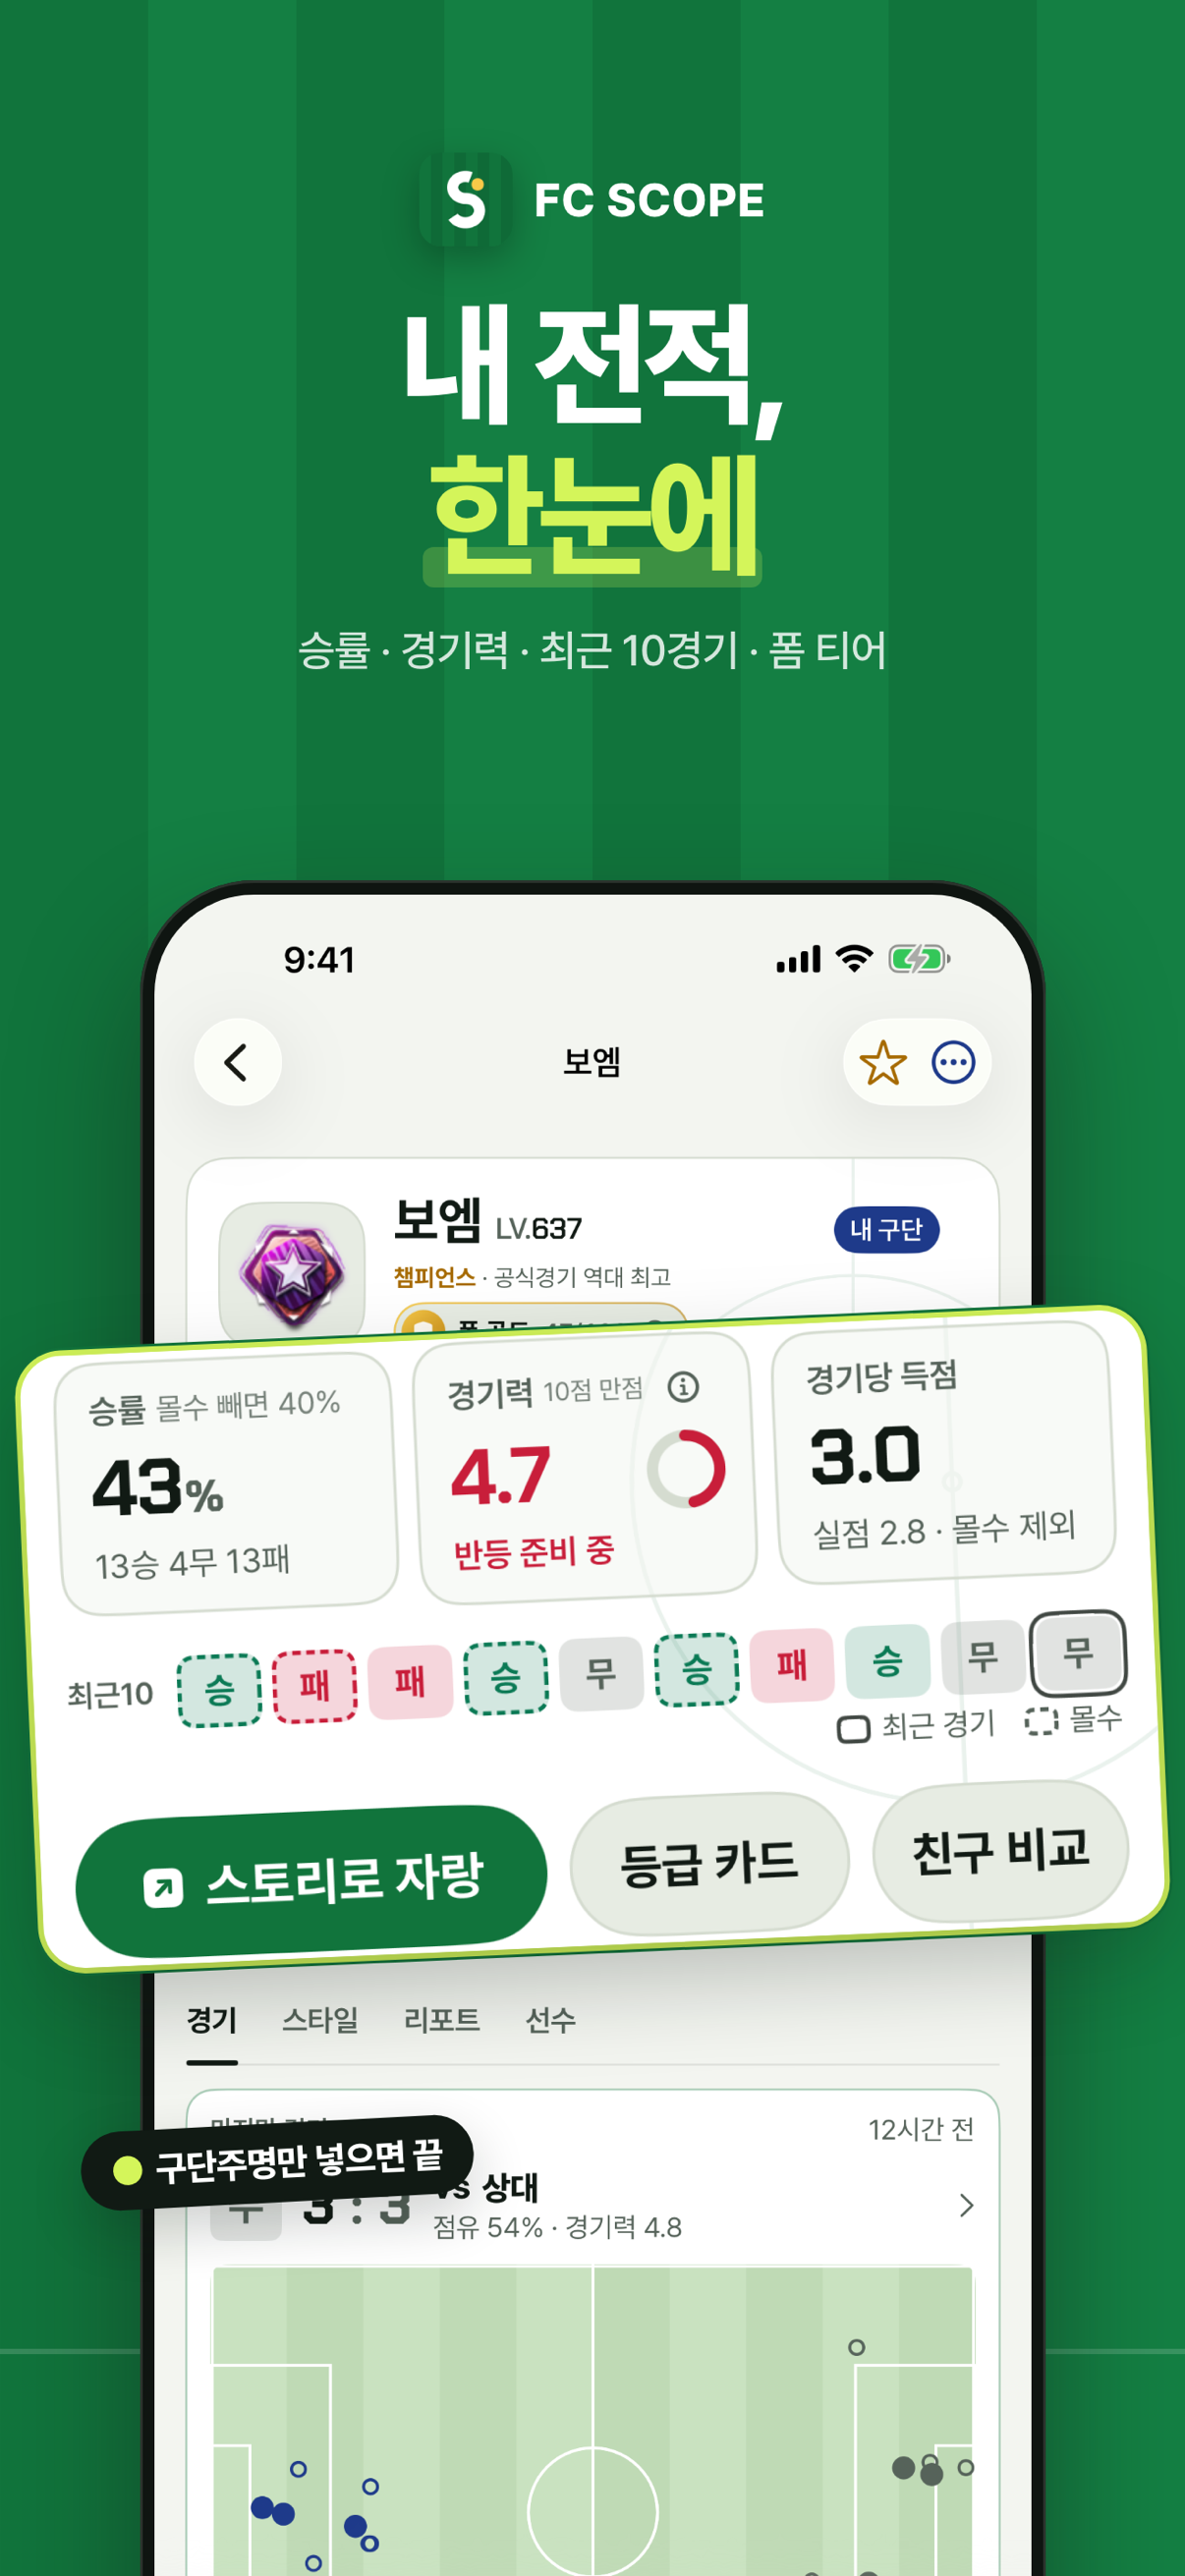 FC SCOPE
내 전적,
한눈에
승률 · 경기력 · 최근 10경기 · 폼 티어
9:41
보엠
보엠 LV.637
내 구단
챔피언스 · 공식경기 역대 최고
승률 몰수 빼면 40%
43%
13승 4무 13패
경기력 10점 만점
4.7
반등 준비 중
경기당 득점
3.0
실점 2.8 · 몰수 제외
최근10 승 패 패 승 무 승 패 승 무 무
최근 경기 몰수
스토리로 자랑
등급 카드
친구 비교
경기 스타일 리포트 선수
12시간 전
구단주명만 넣으면 끝
3 : 3 vs 상대
점유 54% · 경기력 4.8